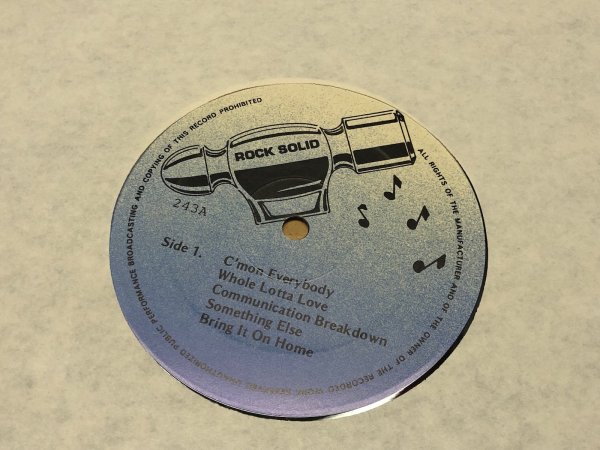 ROCK SOLID
243A
Side 1.
C'mon Everybody
Whole Lotta Love
Communication Breakdown
Something Else
Bring It On Home
ALL RIGHTS OF THE MANUFACTURER AND OF THE OWNER OF THE RECORDED WORK RESERVED UNAUTHORIZED PUBLIC PERFORMANCE BROADCASTING AND COPYING OF THIS RECORD PROHIBITED